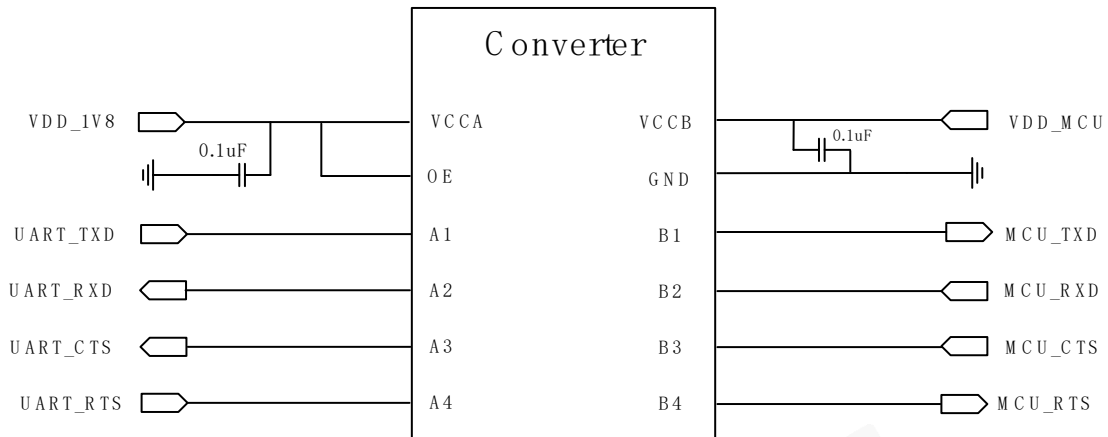 Converter
VDD_1V8
VCCA
VCCB
VDD_MCU
0.1uF
0.1uF
OE
GND
UART_TXD
A1
B1
MCU_TXD
UART_RXD
A2
B2
MCU_RXD
UART_CTS
A3
B3
MCU_CTS
UART_RTS
A4
B4
MCU_RTS